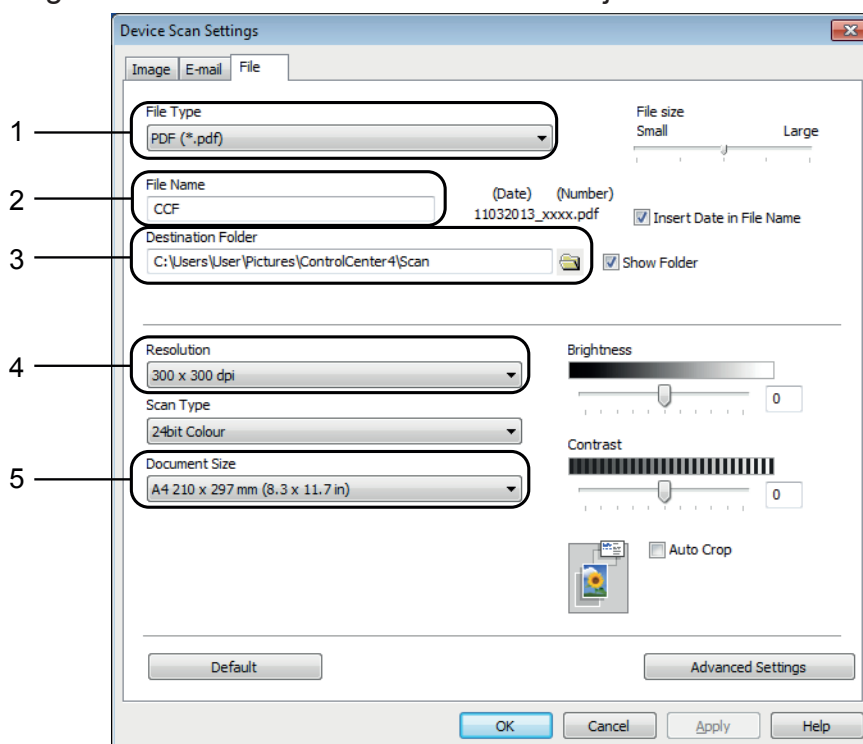 Device Scan Settings
Image E-mail File
1
File Type
PDF (*.pdf)
File size
Small Large
2
File Name
CCF
(Date) (Number)
11032013_xxxx.pdf
Insert Date in File Name
3
Destination Folder
C:\Users\User\Pictures\ControlCenter4\Scan
Show Folder
4
Resolution
300 x 300 dpi
Brightness
0
Scan Type
24bit Colour
Contrast
0
5
Document Size
A4 210 x 297 mm (8.3 x 11.7 in)
Auto Crop
Default
Advanced Settings
OK Cancel Apply Help